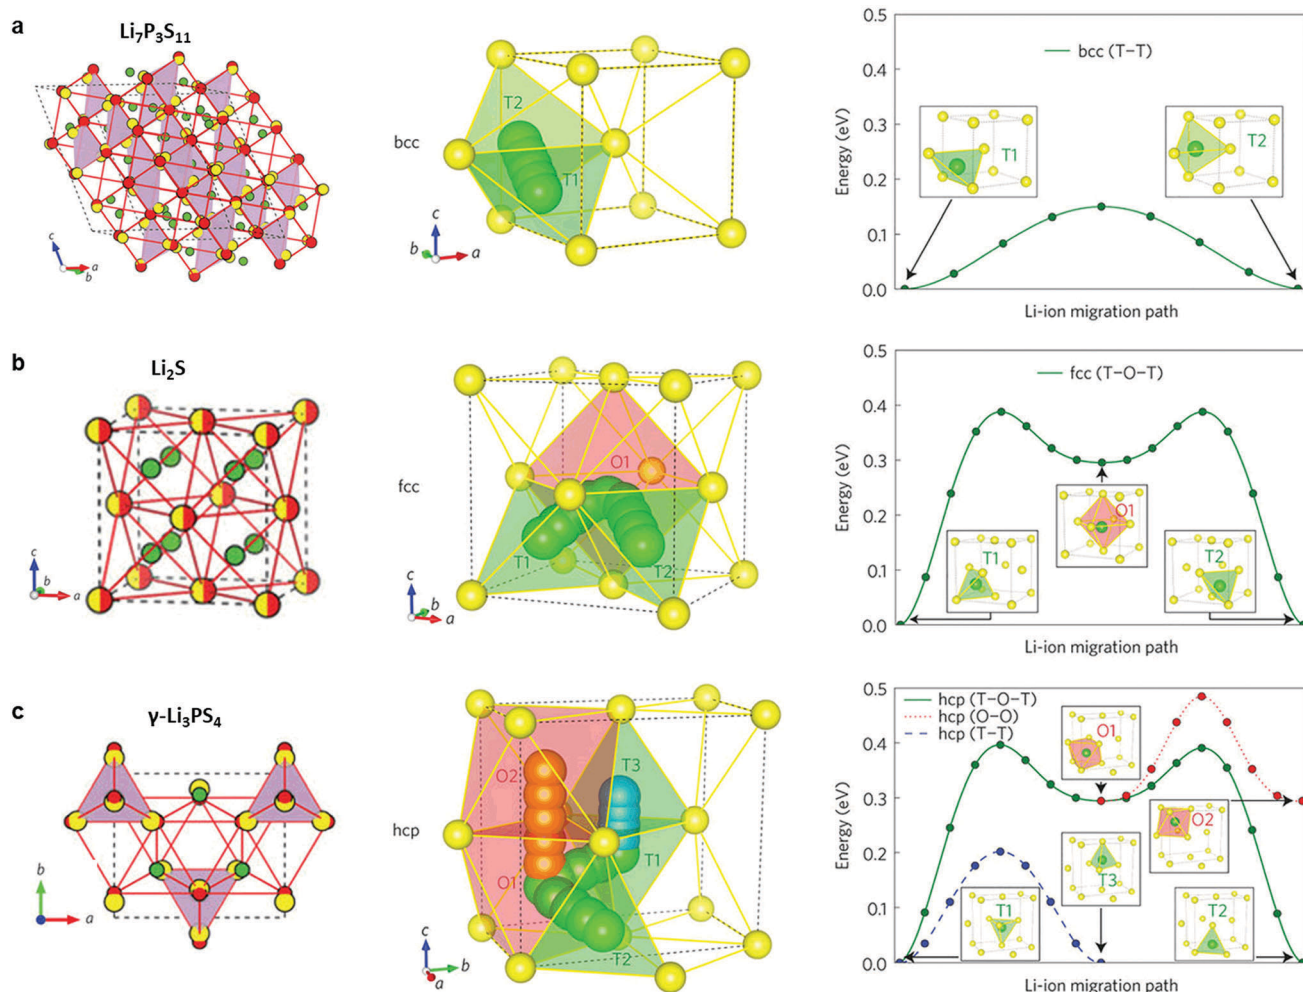 a
Li₇P₃S₁₁
c
a
b
bcc
T2
T1
c
b
a
bcc (T–T)
Energy (eV)
0.5
0.4
0.3
0.2
0.1
0.0
T1
T2
Li-ion migration path
b
Li₂S
c
b
a
fcc
O1
T1
T2
c
b
a
fcc (T–O–T)
Energy (eV)
0.5
0.4
0.3
0.2
0.1
0.0
O1
T1
T2
Li-ion migration path
c
γ-Li₃PS₄
b
a
hcp
O2
T3
T1
O1
T2
c
b
a
hcp (T–O–T)
hcp (O–O)
hcp (T–T)
Energy (eV)
0.5
0.4
0.3
0.2
0.1
0.0
O1
O2
T3
T1
T2
Li-ion migration path